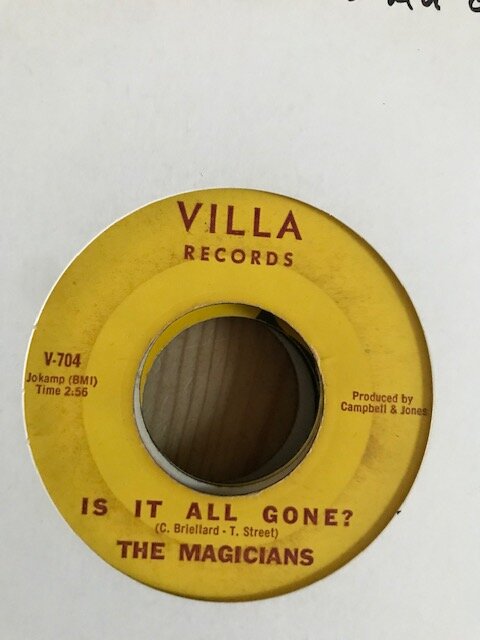 VILLA
RECORDS
V-704
Jokamp (BMI)
Time 2:56
Produced by
Campbell & Jones
IS IT ALL GONE?
(C. Briellard - T. Street)
THE MAGICIANS